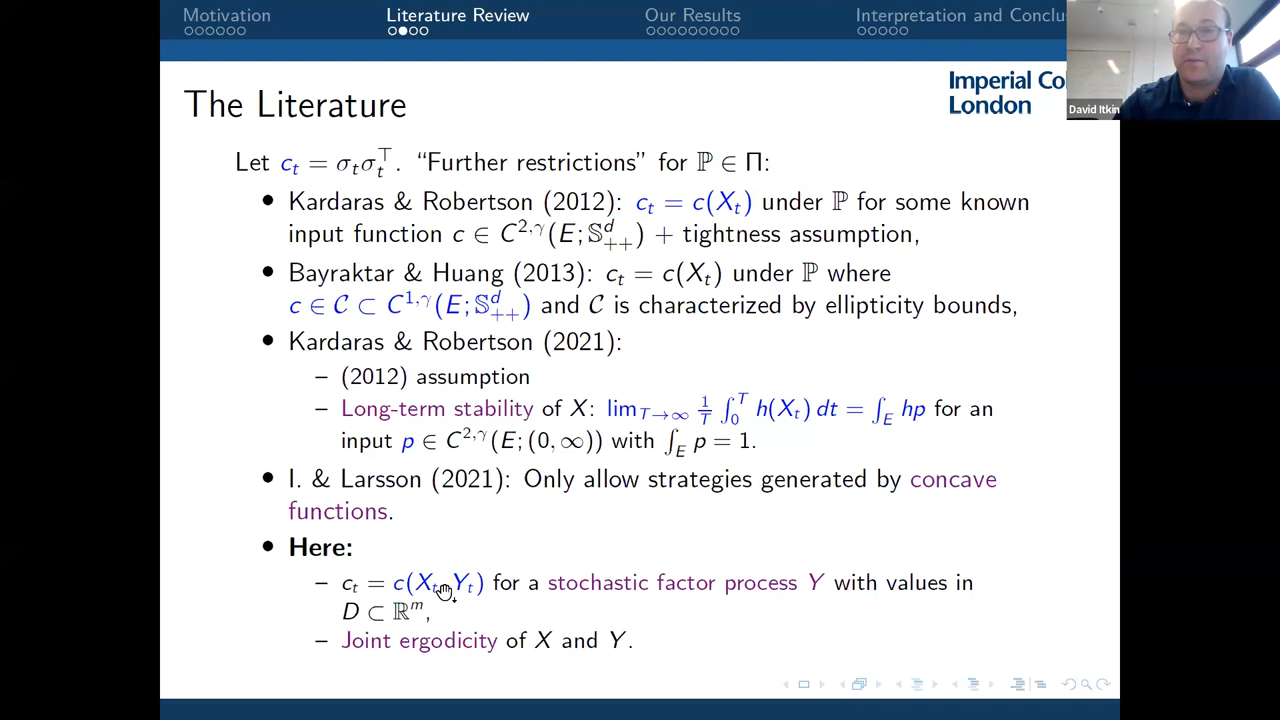 Motivation Literature Review Our Results Interpretation and Conclus
Imperial Co
London
David Itkin
The Literature
Let c_t = σ_tσ_t^⊤. “Further restrictions” for ℙ ∈ Π:
• Kardaras & Robertson (2012): c_t = c(X_t) under ℙ for some known
input function c ∈ C^{2,γ}(E; 𝕊^d_{++}) + tightness assumption,
• Bayraktar & Huang (2013): c_t = c(X_t) under ℙ where
c ∈ 𝒞 ⊂ C^{1,γ}(E; 𝕊^d_{++}) and 𝒞 is characterized by ellipticity bounds,
• Kardaras & Robertson (2021):
– (2012) assumption
– Long-term stability of X: lim_{T→∞} 1/T ∫_0^T h(X_t) dt = ∫_E hp for an
input p ∈ C^{2,γ}(E; (0, ∞)) with ∫_E p = 1.
• I. & Larsson (2021): Only allow strategies generated by concave
functions.
• Here:
– c_t = c(X_t, Y_t) for a stochastic factor process Y with values in
D ⊂ ℝ^m,
– Joint ergodicity of X and Y.